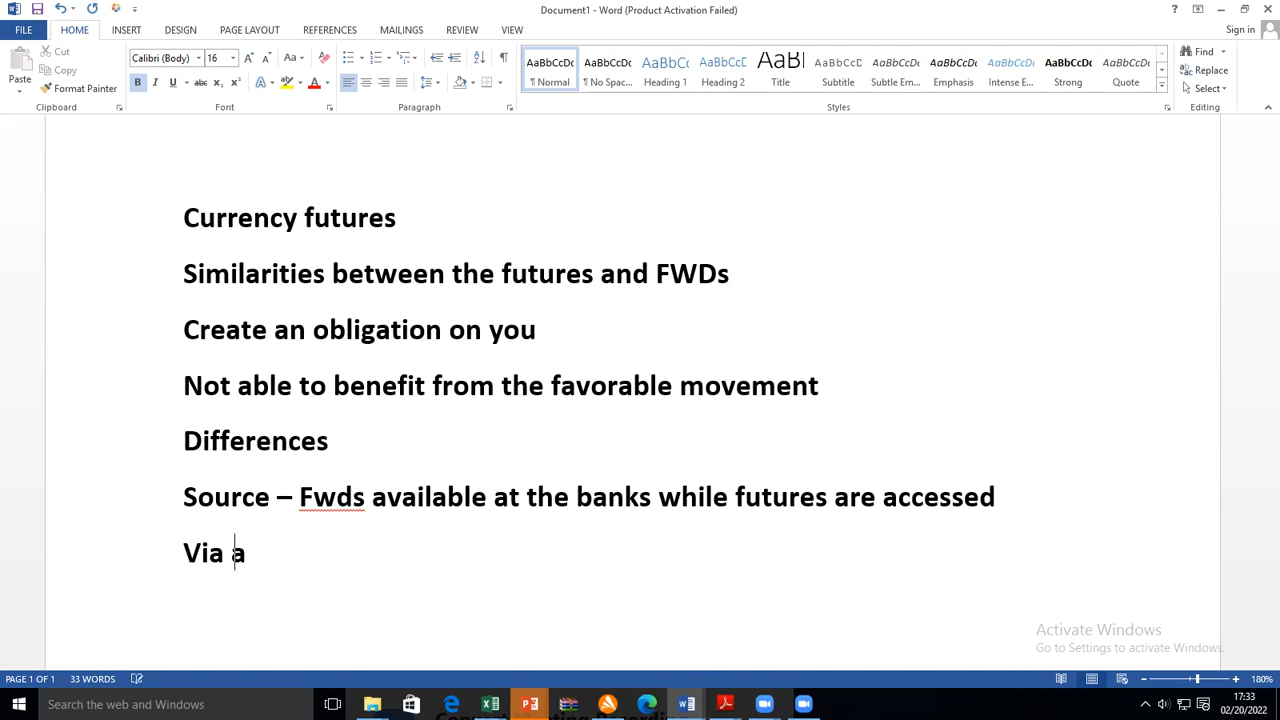 Document1 - Word (Product Activation Failed)
Sign in
FILE HOME INSERT DESIGN PAGE LAYOUT REFERENCES MAILINGS REVIEW VIEW
Paste
Cut
Copy
Format Painter
Clipboard
Calibri (Body) 16
Font
Paragraph
AaBbCcDc AaBbCcDc AaBbCc AaBbCcD AaBl AaBbCcDc AaBbCcDc AaBbCcDc AaBbCcDc AaBbCcDc AaBbCcDc
¶ Normal ¶ No Spac... Heading 1 Heading 2 Title Subtitle Subtle Em... Emphasis Intense E... Strong Quote
Styles
Find
Replace
Select
Editing
Currency futures
Similarities between the futures and FWDs
Create an obligation on you
Not able to benefit from the favorable movement
Differences
Source – Fwds available at the banks while futures are accessed
Via a
Activate Windows
Go to Settings to activate Windows.
PAGE 1 OF 1 33 WORDS
180%
Search the web and Windows
17:33
02/20/2022